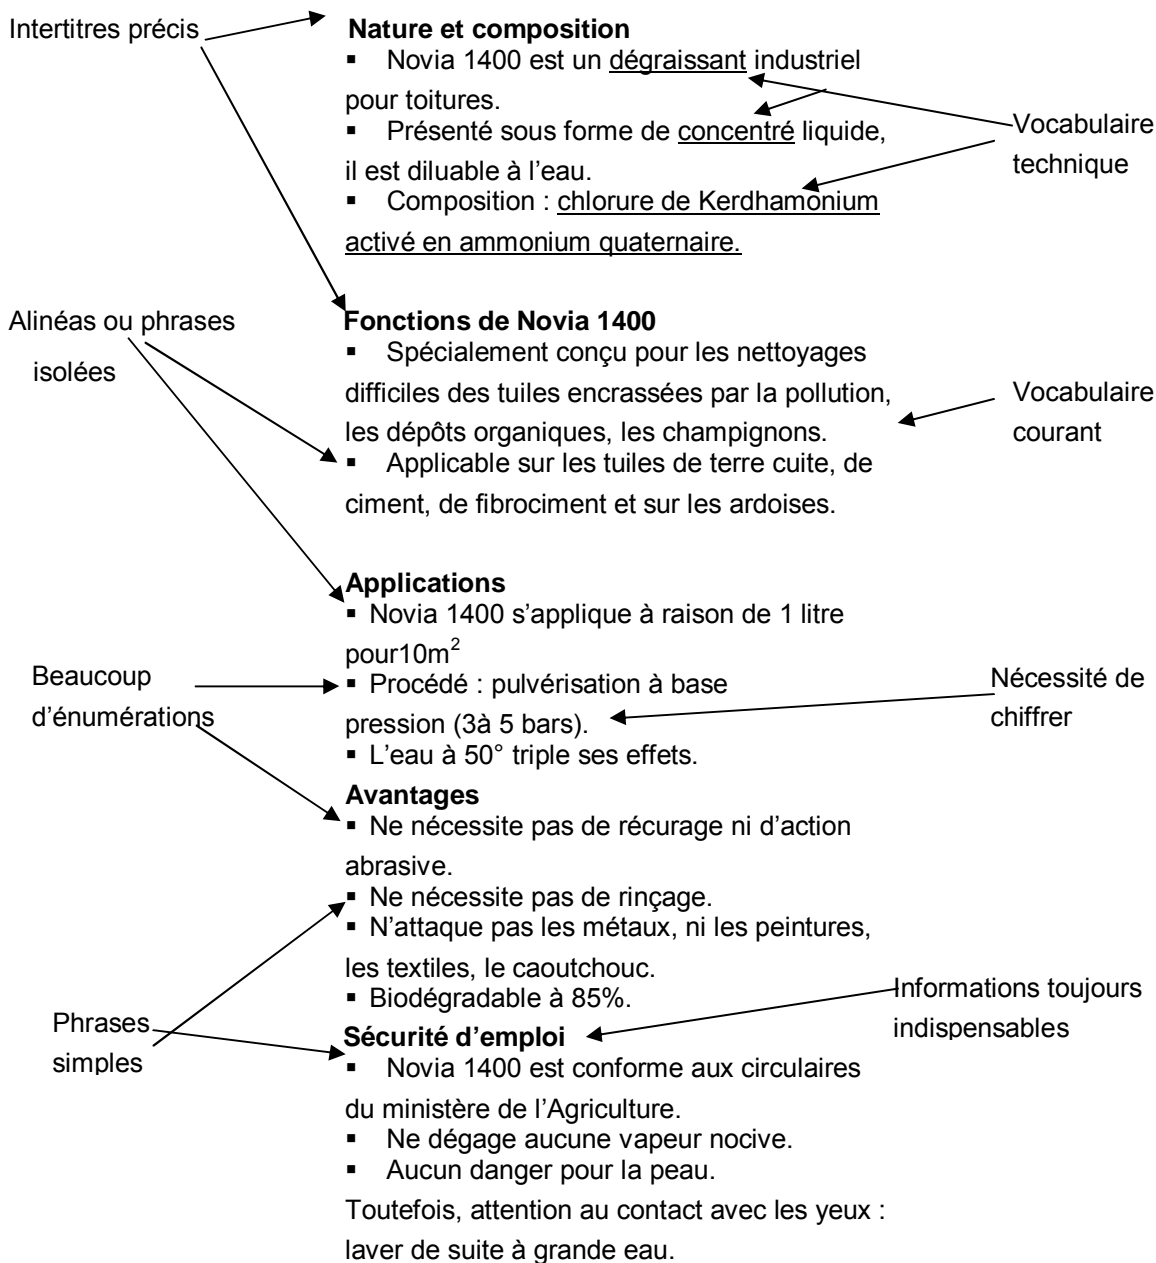 Intertitres précis
Nature et composition
▪ Novia 1400 est un dégraissant industriel
pour toitures.
▪ Présenté sous forme de concentré liquide,
il est diluable à l'eau.
▪ Composition : chlorure de Kerdhamonium
activé en ammonium quaternaire.
Vocabulaire
technique
Alinéas ou phrases
isolées
Fonctions de Novia 1400
▪ Spécialement conçu pour les nettoyages
difficiles des tuiles encrassées par la pollution,
les dépôts organiques, les champignons.
▪ Applicable sur les tuiles de terre cuite, de
ciment, de fibrociment et sur les ardoises.
Vocabulaire
courant
Applications
▪ Novia 1400 s'applique à raison de 1 litre
pour10m²
▪ Procédé : pulvérisation à base
pression (3à 5 bars).
▪ L'eau à 50° triple ses effets.
Beaucoup
d'énumérations
Nécessité de
chiffrer
Avantages
▪ Ne nécessite pas de récurage ni d'action
abrasive.
▪ Ne nécessite pas de rinçage.
▪ N'attaque pas les métaux, ni les peintures,
les textiles, le caoutchouc.
▪ Biodégradable à 85%.
Phrases
simples
Informations toujours
indispensables
Sécurité d'emploi
▪ Novia 1400 est conforme aux circulaires
du ministère de l'Agriculture.
▪ Ne dégage aucune vapeur nocive.
▪ Aucun danger pour la peau.
Toutefois, attention au contact avec les yeux :
laver de suite à grande eau.